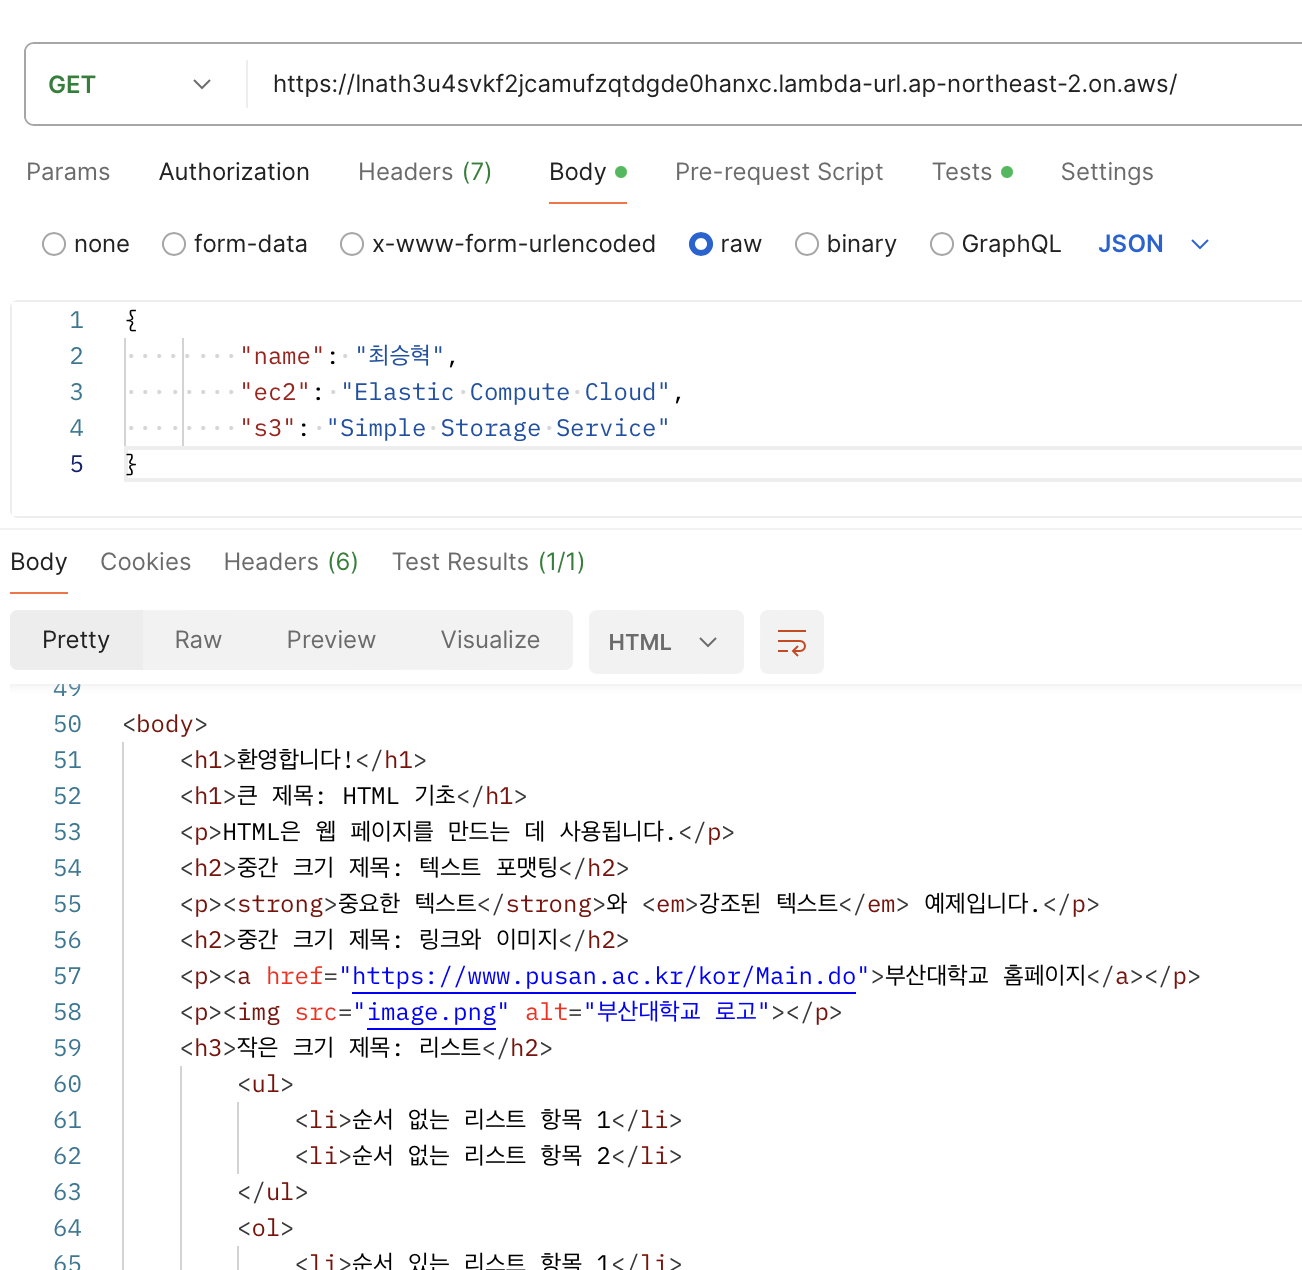 GET https://lnath3u4svkf2jcamufzqtdgde0hanxc.lambda-url.ap-northeast-2.on.aws/
Params Authorization Headers (7) Body Pre-request Script Tests Settings
none form-data x-www-form-urlencoded raw binary GraphQL JSON
1 {
2 "name": "최승혁",
3 "ec2": "Elastic Compute Cloud",
4 "s3": "Simple Storage Service"
5 }
Body Cookies Headers (6) Test Results (1/1)
Pretty Raw Preview Visualize HTML
49
50 <body>
51 <h1>환영합니다!</h1>
52 <h1>큰 제목: HTML 기초</h1>
53 <p>HTML은 웹 페이지를 만드는 데 사용됩니다.</p>
54 <h2>중간 크기 제목: 텍스트 포맷팅</h2>
55 <p><strong>중요한 텍스트</strong>와 <em>강조된 텍스트</em> 예제입니다.</p>
56 <h2>중간 크기 제목: 링크와 이미지</h2>
57 <p><a href="https://www.pusan.ac.kr/kor/Main.do">부산대학교 홈페이지</a></p>
58 <p><img src="image.png" alt="부산대학교 로고"></p>
59 <h3>작은 크기 제목: 리스트</h2>
60 <ul>
61 <li>순서 없는 리스트 항목 1</li>
62 <li>순서 없는 리스트 항목 2</li>
63 </ul>
64 <ol>
65 <li>순서 있는 리스트 항목 1</li>